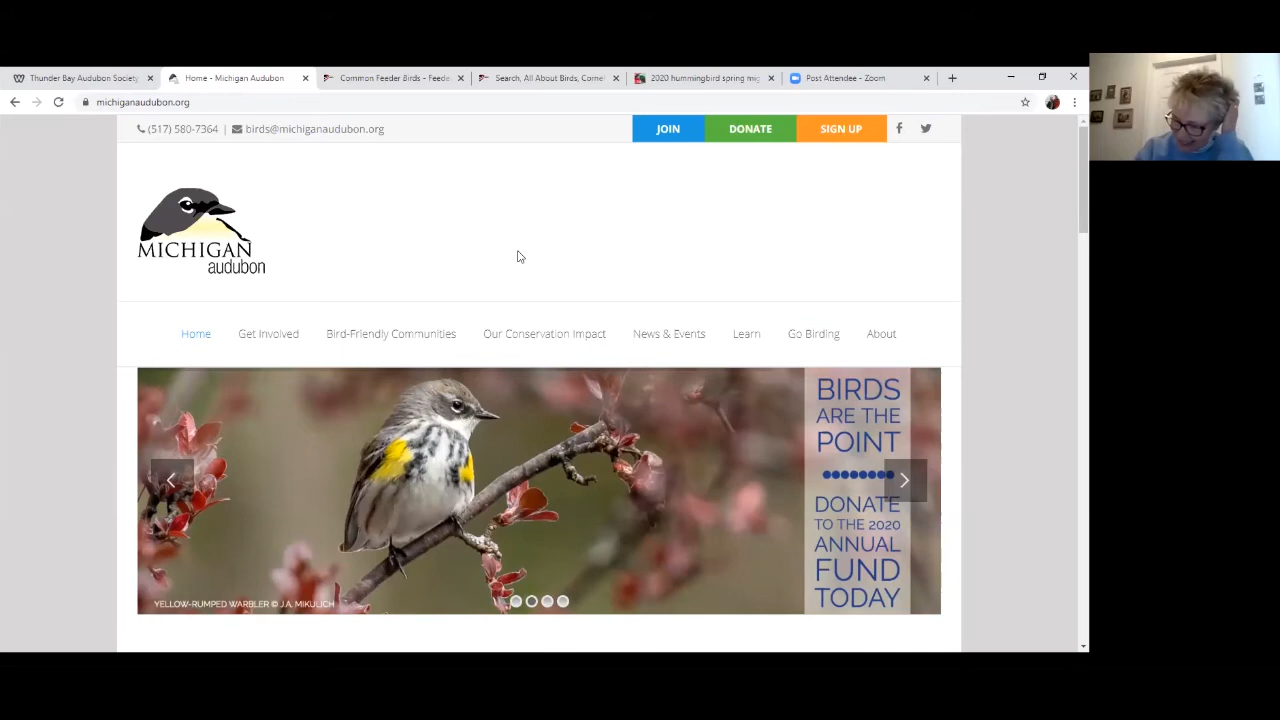 Thunder Bay Audubon Society
Home - Michigan Audubon
Common Feeder Birds - Feede
Search, All About Birds, Cornel
2020 hummingbird spring mig
Post Attendee - Zoom
michiganaudubon.org
(517) 580-7364 | birds@michiganaudubon.org
JOIN
DONATE
SIGN UP
MICHIGAN
audubon
Home
Get Involved
Bird-Friendly Communities
Our Conservation Impact
News & Events
Learn
Go Birding
About
BIRDS
ARE THE
POINT
DONATE
TO THE 2020
ANNUAL
FUND
TODAY
YELLOW-RUMPED WARBLER © J.A. MIKULICH